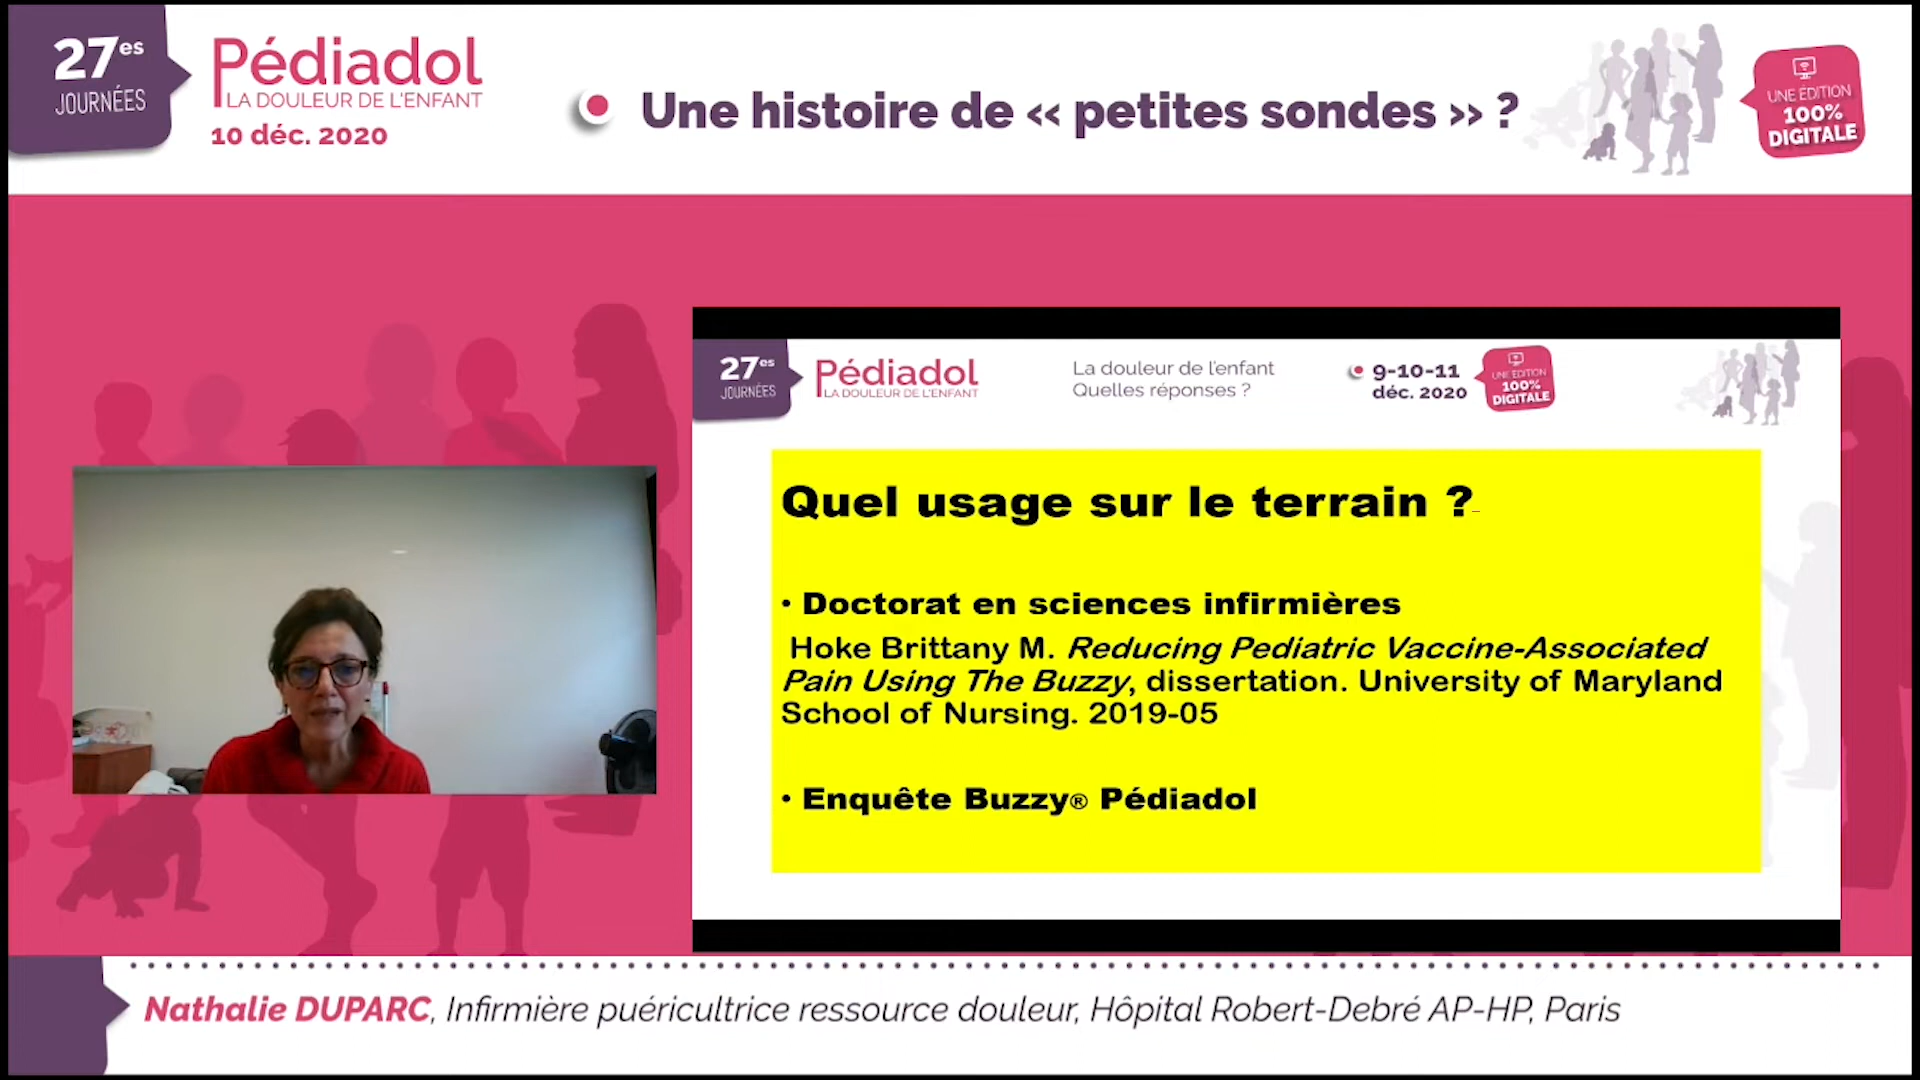 27es
JOURNÉES
Pédiadol
LA DOULEUR DE L'ENFANT
10 déc. 2020
Une histoire de « petites sondes » ?
UNE ÉDITION
100%
DIGITALE
27es
JOURNÉES
Pédiadol
LA DOULEUR DE L'ENFANT
La douleur de l'enfant
Quelles réponses ?
9-10-11
déc. 2020
UNE ÉDITION
100%
DIGITALE
Quel usage sur le terrain ?
• Doctorat en sciences infirmières
Hoke Brittany M. Reducing Pediatric Vaccine-Associated
Pain Using The Buzzy, dissertation. University of Maryland
School of Nursing. 2019-05
• Enquête Buzzy® Pédiadol
Nathalie DUPARC, Infirmière puéricultrice ressource douleur, Hôpital Robert-Debré AP-HP, Paris